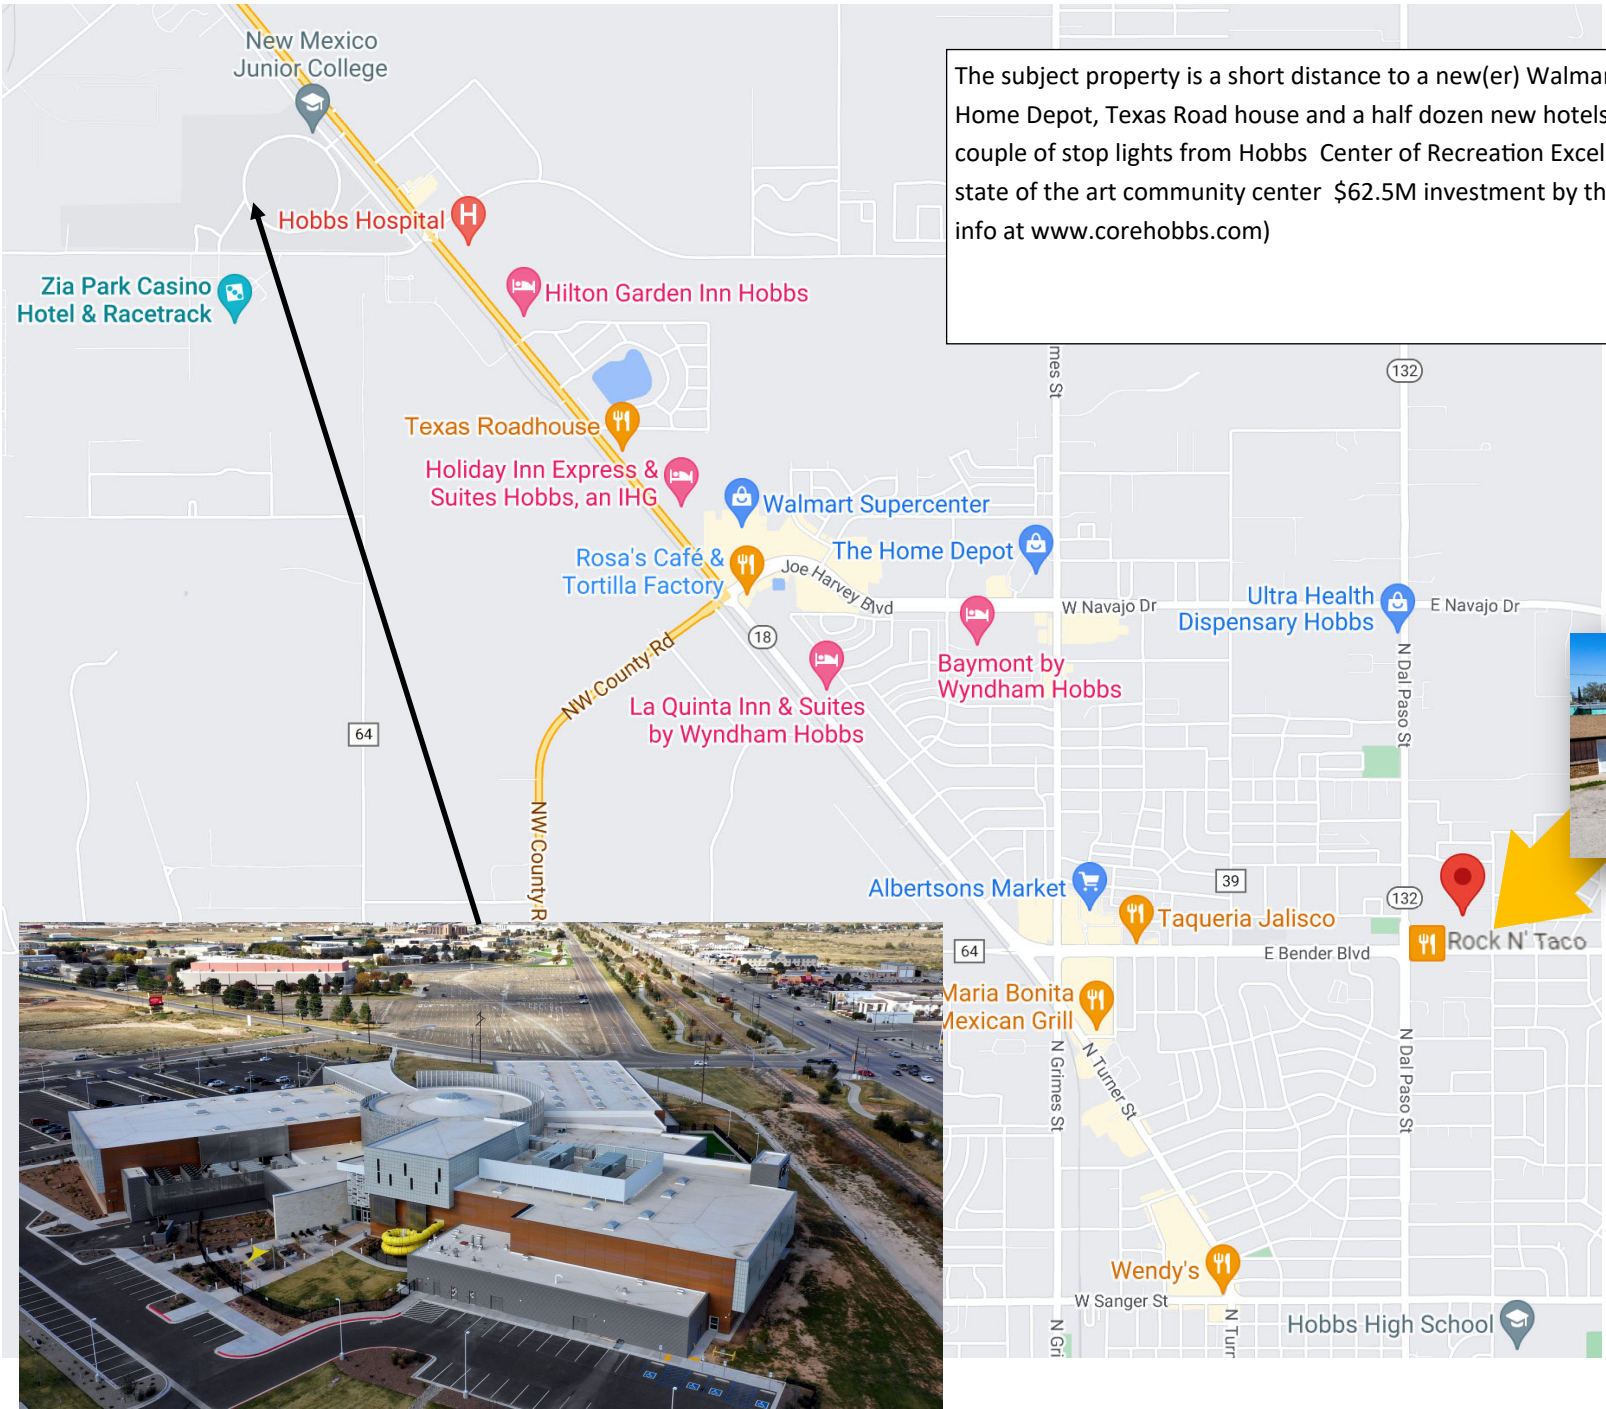 New Mexico
Junior College
The subject property is a short distance to a new(er) Walmar
Home Depot, Texas Road house and a half dozen new hotels
couple of stop lights from Hobbs Center of Recreation Excel
state of the art community center $62.5M investment by th
info at www.corehobbs.com)
Hobbs Hospital
H
Zia Park Casino
Hotel & Racetrack
Hilton Garden Inn Hobbs
mes St
132
Texas Roadhouse
Holiday Inn Express &
Suites Hobbs, an IHG
Walmart Supercenter
The Home Depot
Rosa's Café &
Tortilla Factory
Joe Harvey Blvd
W Navajo Dr
Ultra Health
Dispensary Hobbs
E Navajo Dr
18
NW County Rd
Baymont by
Wyndham Hobbs
N Dal Paso St
La Quinta Inn & Suites
by Wyndham Hobbs
64
NW County R
Albertsons Market
39
132
Taqueria Jalisco
Rock N' Taco
64
E Bender Blvd
Maria Bonita
Mexican Grill
N Grimes St
N Turner St
N Dal Paso St
Wendy's
W Sanger St
N Gri
N Turr
Hobbs High School